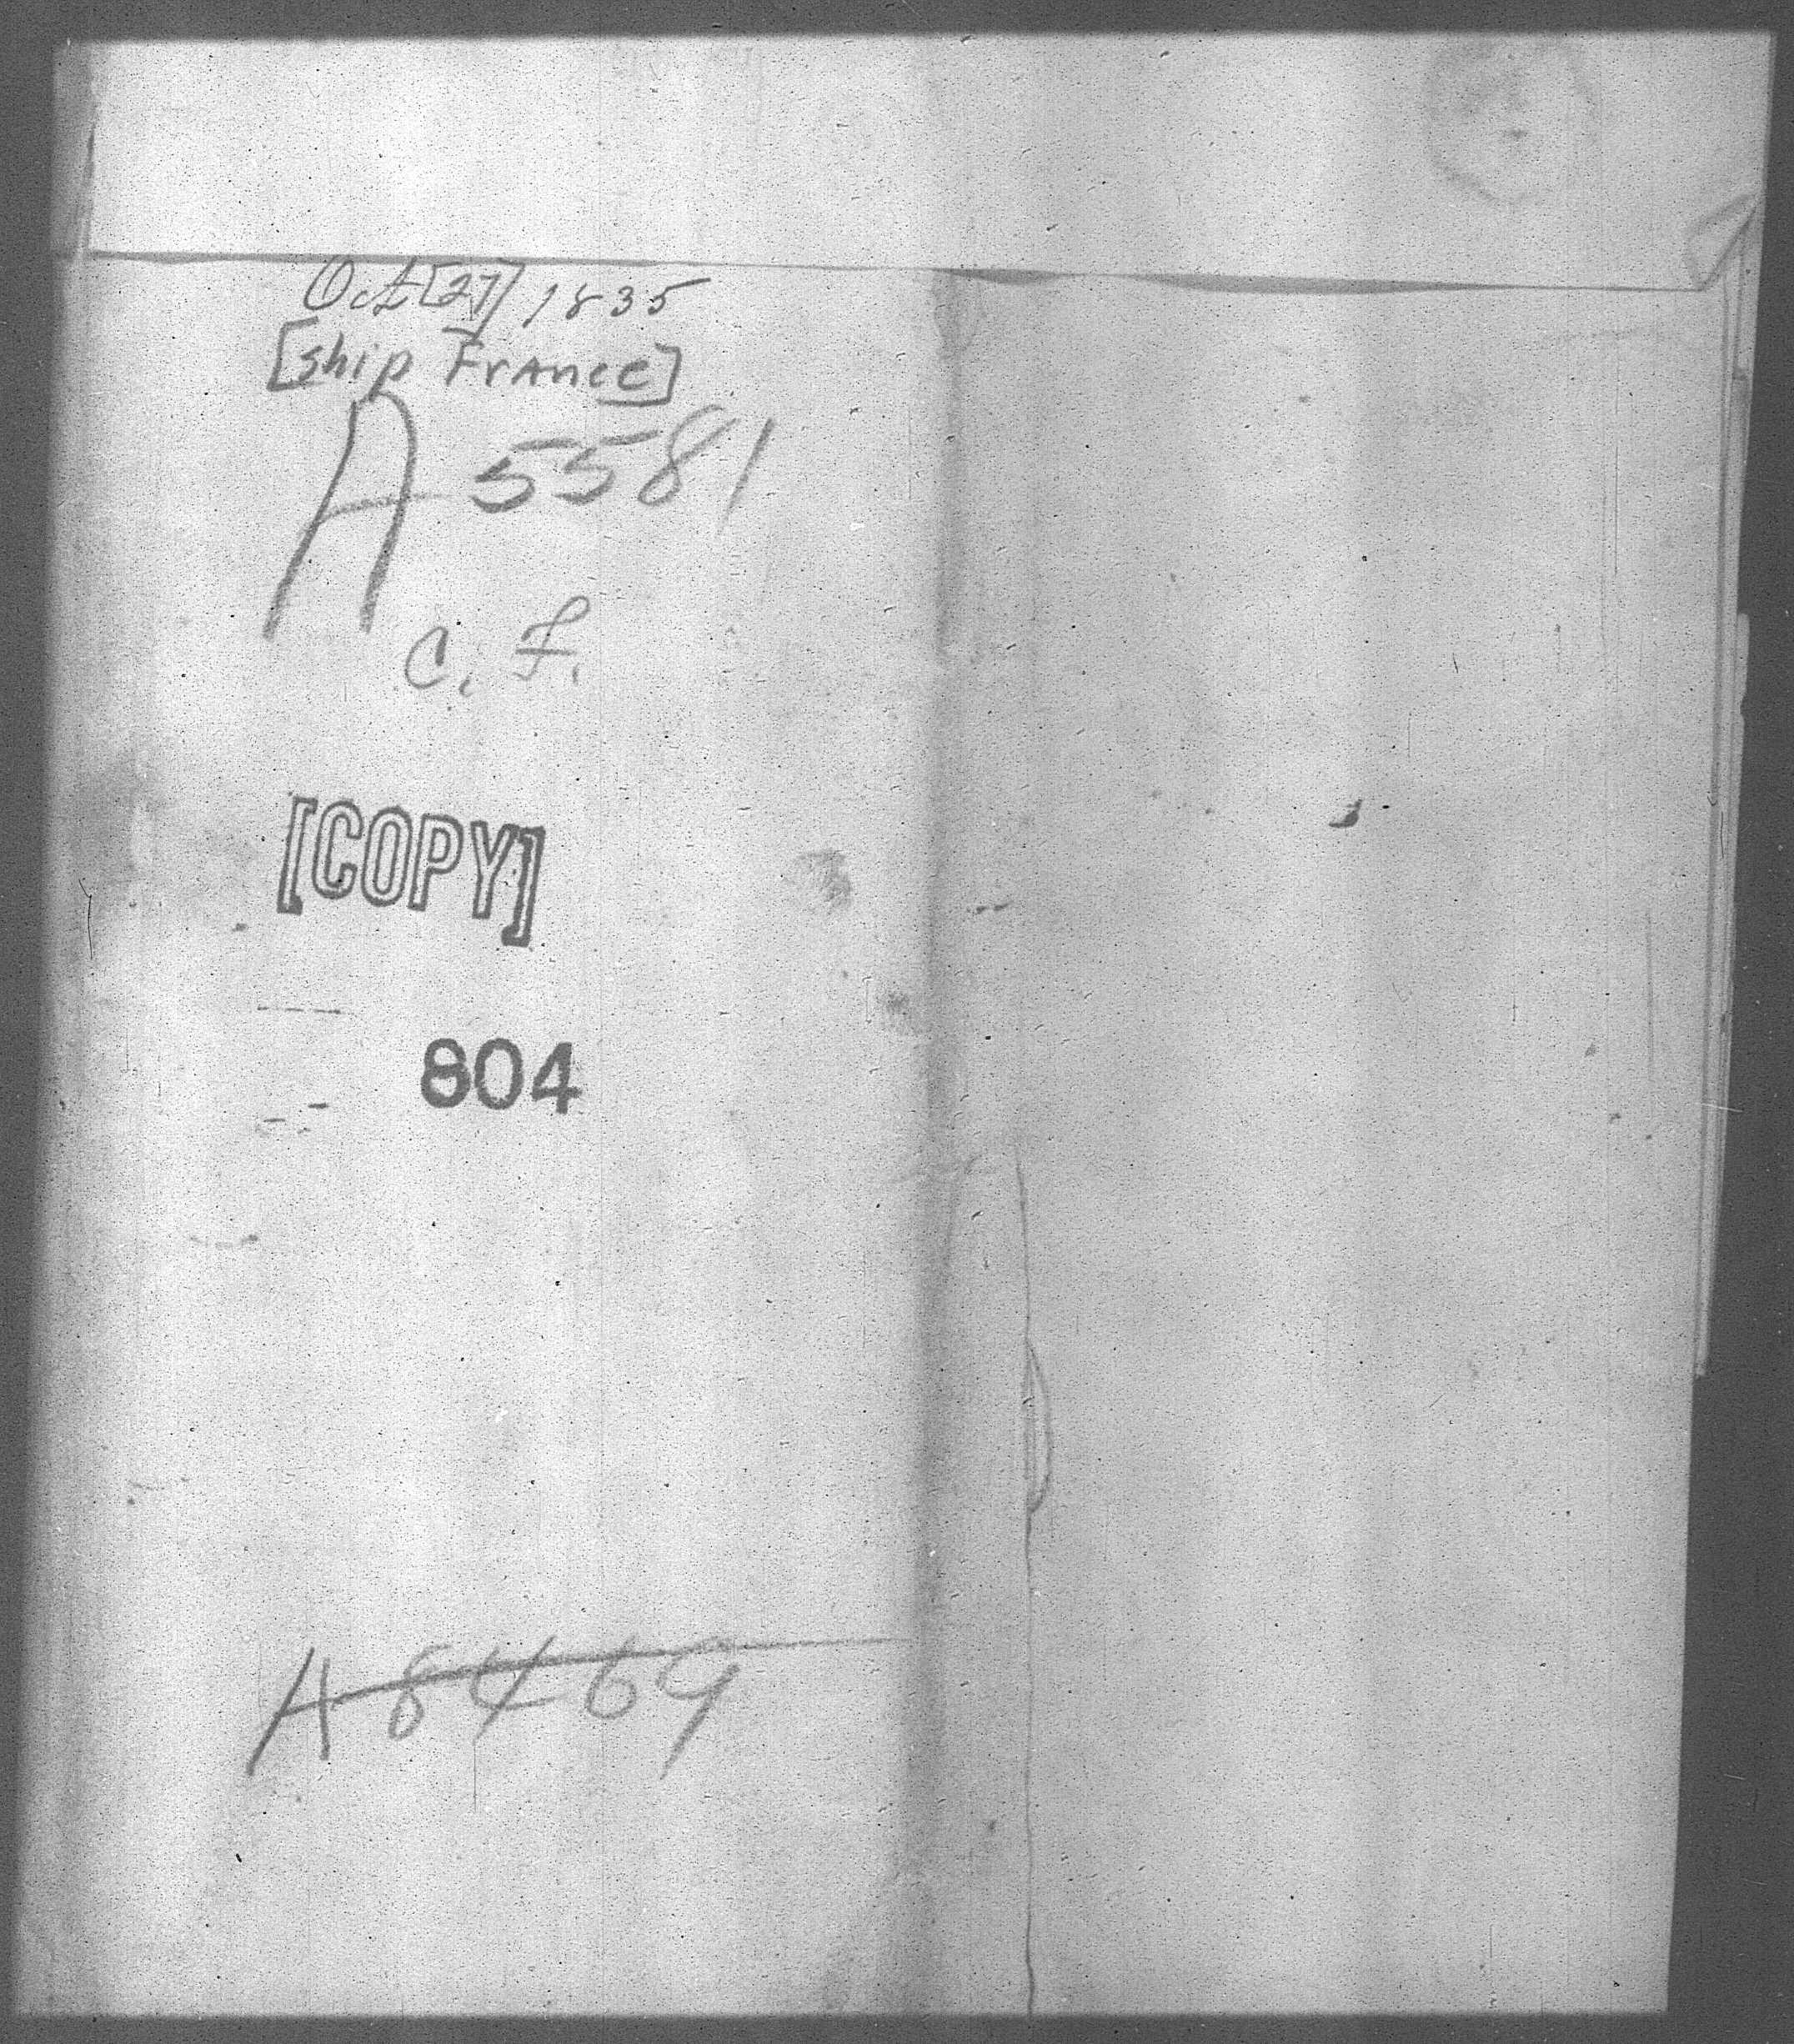 Oct [27] 1835
[ship France]
A 5581
C. F.
[COPY]
804
A 8469